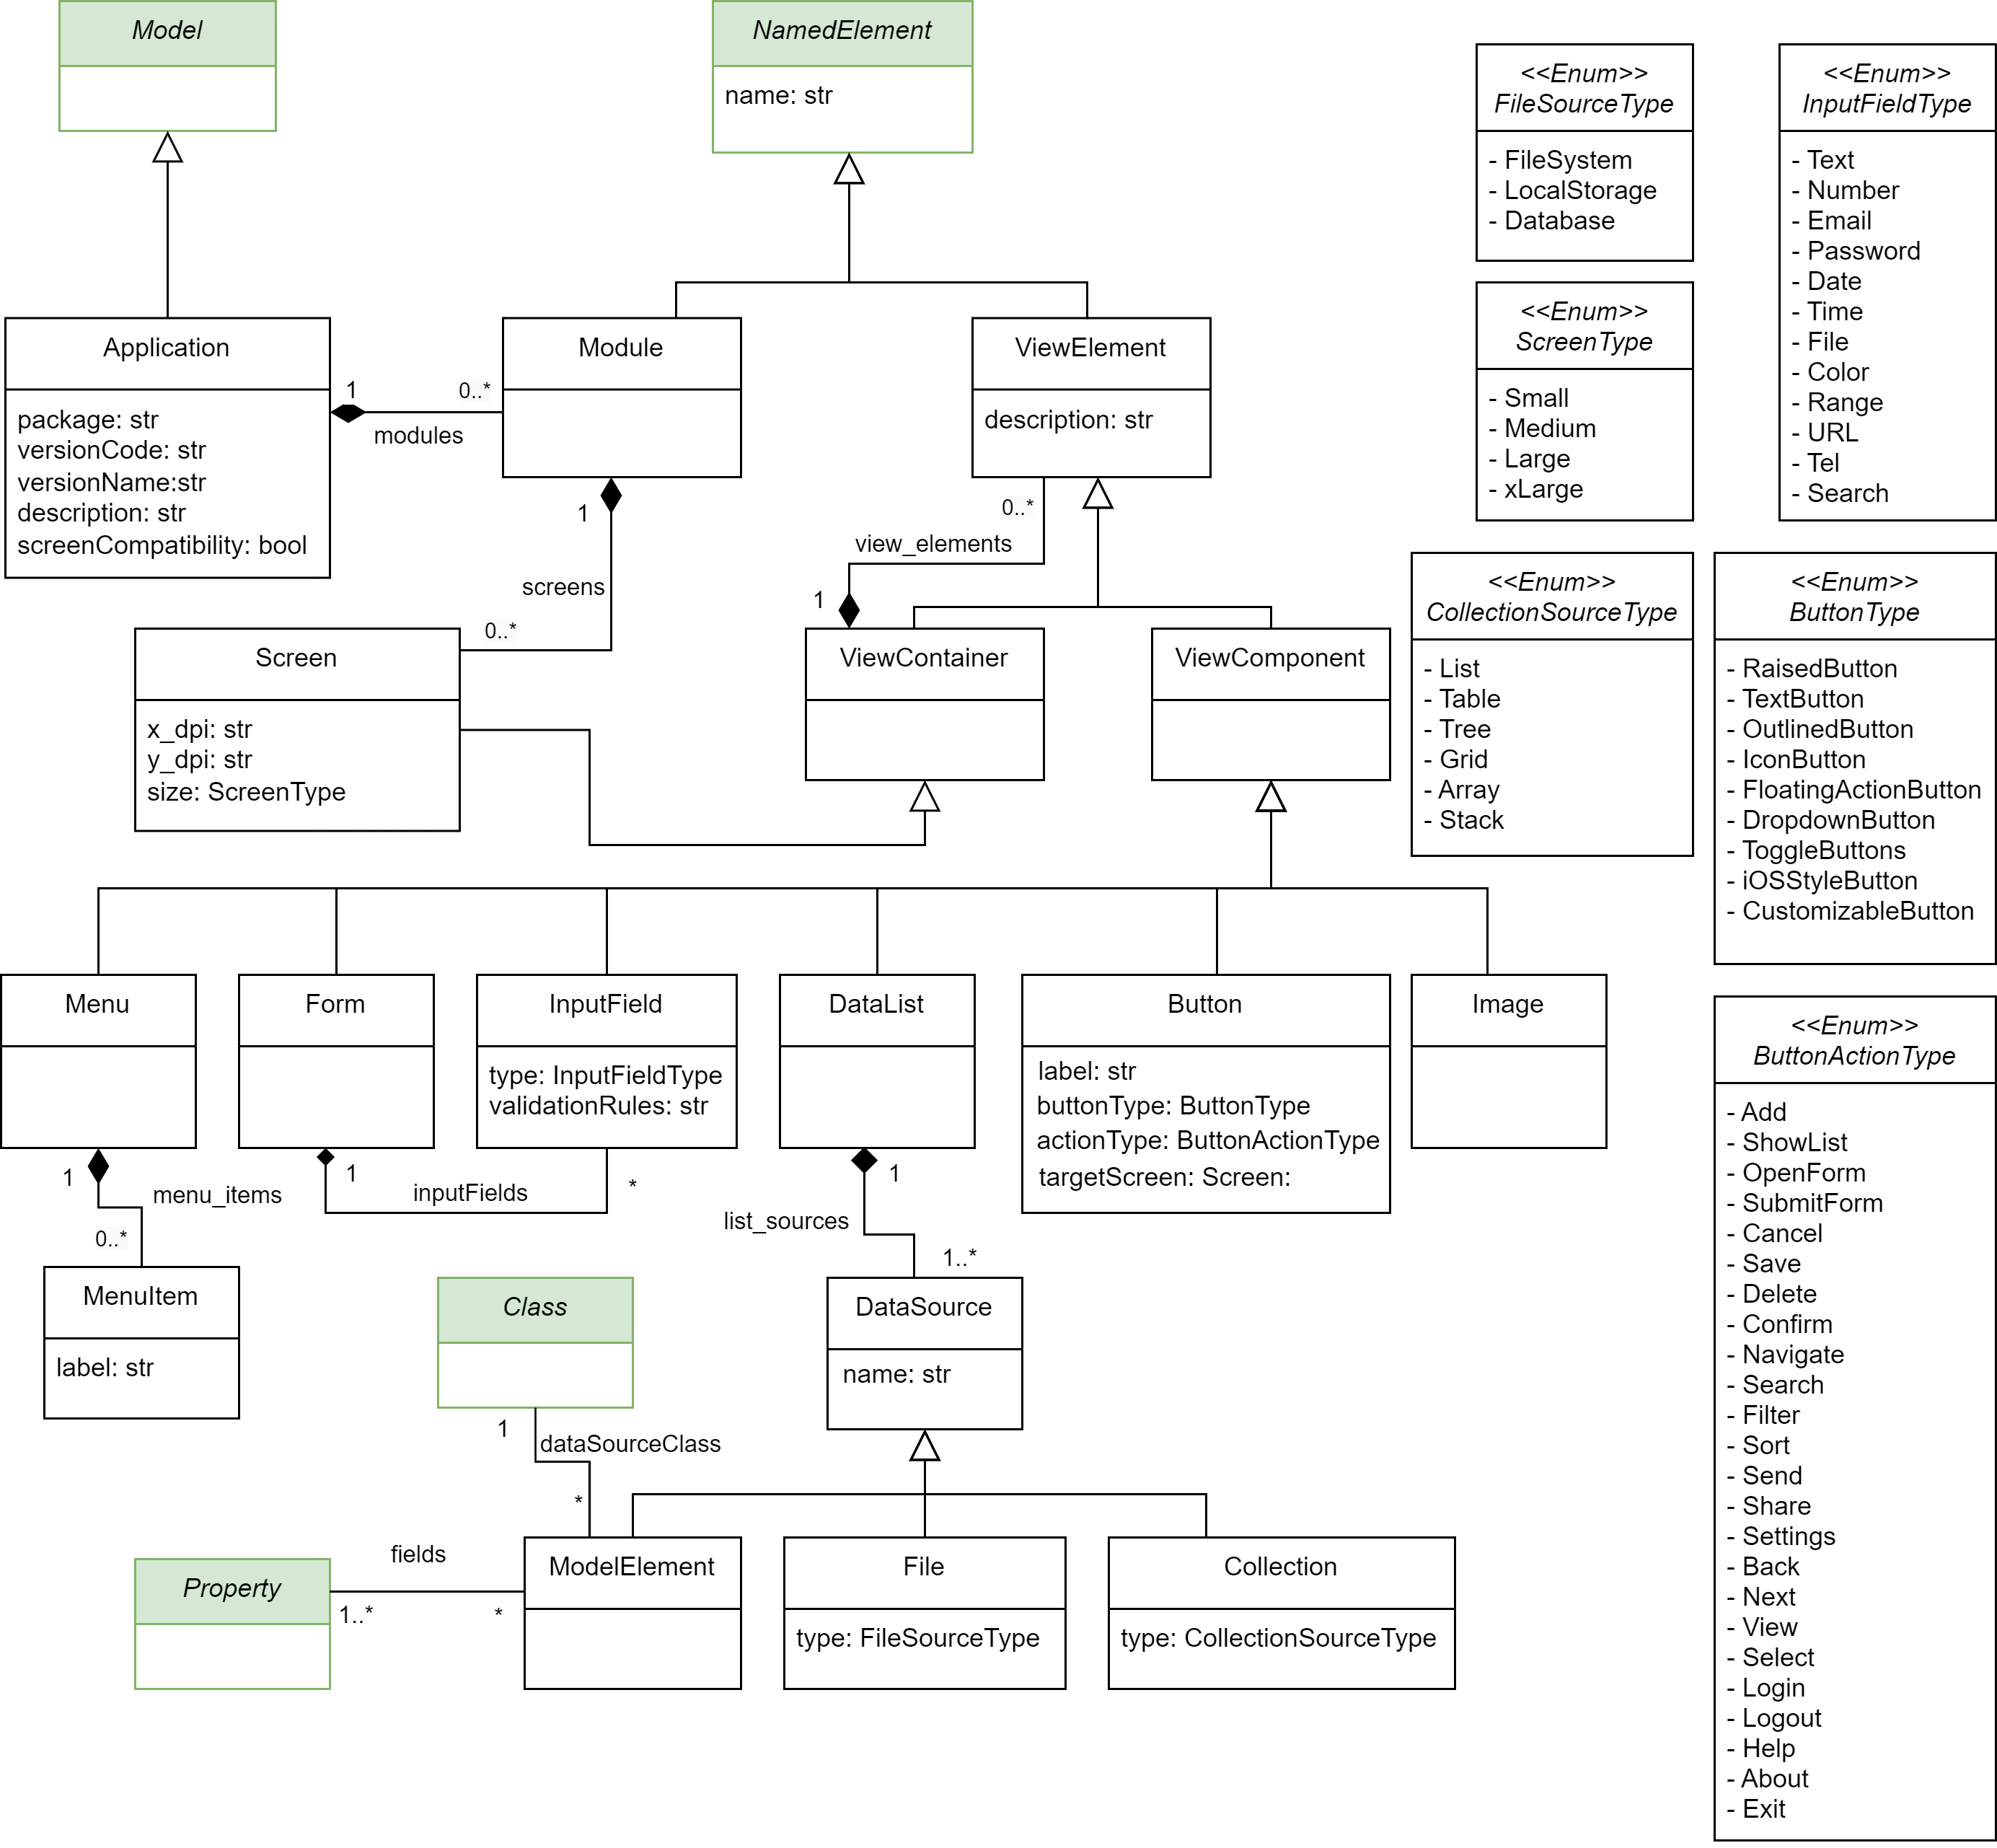 Model
NamedElement
name: str
<<Enum>>
FileSourceType
- FileSystem
- LocalStorage
- Database
<<Enum>>
InputFieldType
- Text
- Number
- Email
- Password
- Date
- Time
- File
- Color
- Range
- URL
- Tel
- Search
<<Enum>>
ScreenType
- Small
- Medium
- Large
- xLarge
Application
package: str
versionCode: str
versionName:str
description: str
screenCompatibility: bool
1
0..*
modules
Module
ViewElement
description: str
1
screens
0..*
0..*
view_elements
1
Screen
x_dpi: str
y_dpi: str
size: ScreenType
ViewContainer
ViewComponent
<<Enum>>
CollectionSourceType
- List
- Table
- Tree
- Grid
- Array
- Stack
<<Enum>>
ButtonType
- RaisedButton
- TextButton
- OutlinedButton
- IconButton
- FloatingActionButton
- DropdownButton
- ToggleButtons
- iOSStyleButton
- CustomizableButton
Menu
Form
InputField
type: InputFieldType
validationRules: str
DataList
Button
label: str
buttonType: ButtonType
actionType: ButtonActionType
targetScreen: Screen:
Image
<<Enum>>
ButtonActionType
- Add
- ShowList
- OpenForm
- SubmitForm
- Cancel
- Save
- Delete
- Confirm
- Navigate
- Search
- Filter
- Sort
- Send
- Share
- Settings
- Back
- Next
- View
- Select
- Login
- Logout
- Help
- About
- Exit
1
menu_items
0..*
1
inputFields
*
1
list_sources
1..*
MenuItem
label: str
Class
DataSource
name: str
1
dataSourceClass
*
fields
1..*
*
Property
ModelElement
File
type: FileSourceType
Collection
type: CollectionSourceType